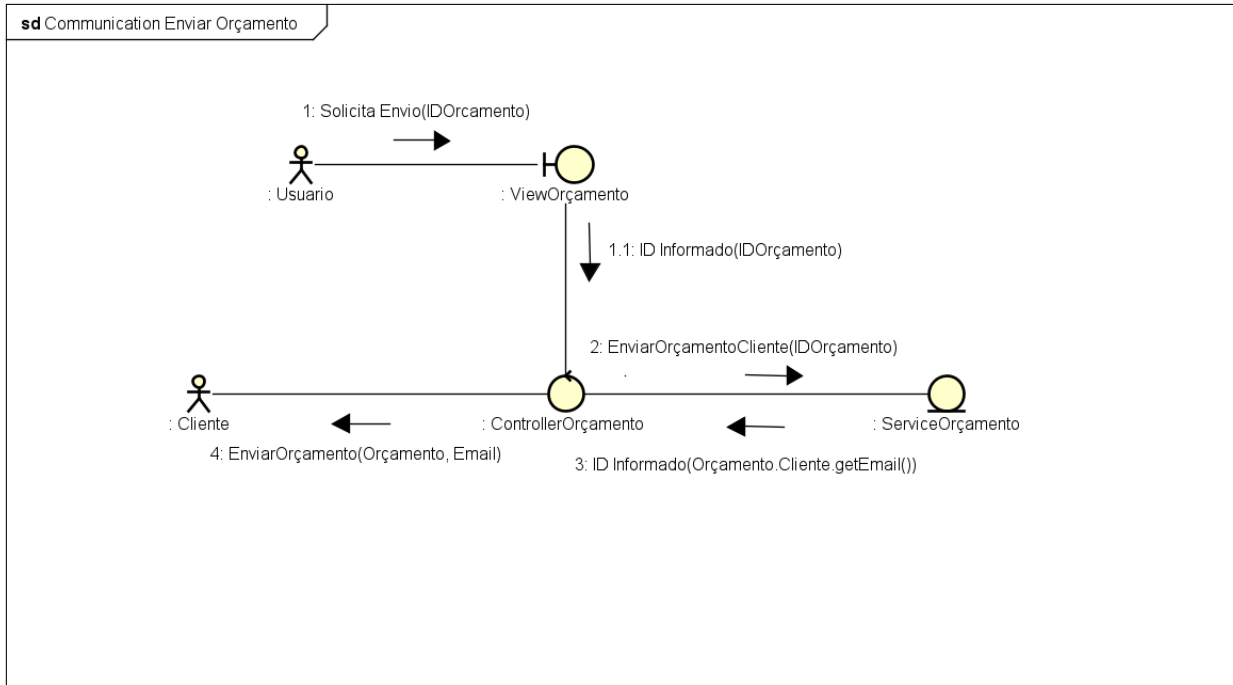 sd Communication Enviar Orçamento
1: Solicita Envio(IDOrcamento)
: Usuario
: ViewOrçamento
1.1: ID Informado(IDOrçamento)
2: EnviarOrçamentoCliente(IDOrçamento)
: Cliente
: ControllerOrçamento
: ServiceOrçamento
4: EnviarOrçamento(Orçamento, Email)
3: ID Informado(Orçamento.Cliente.getEmail())